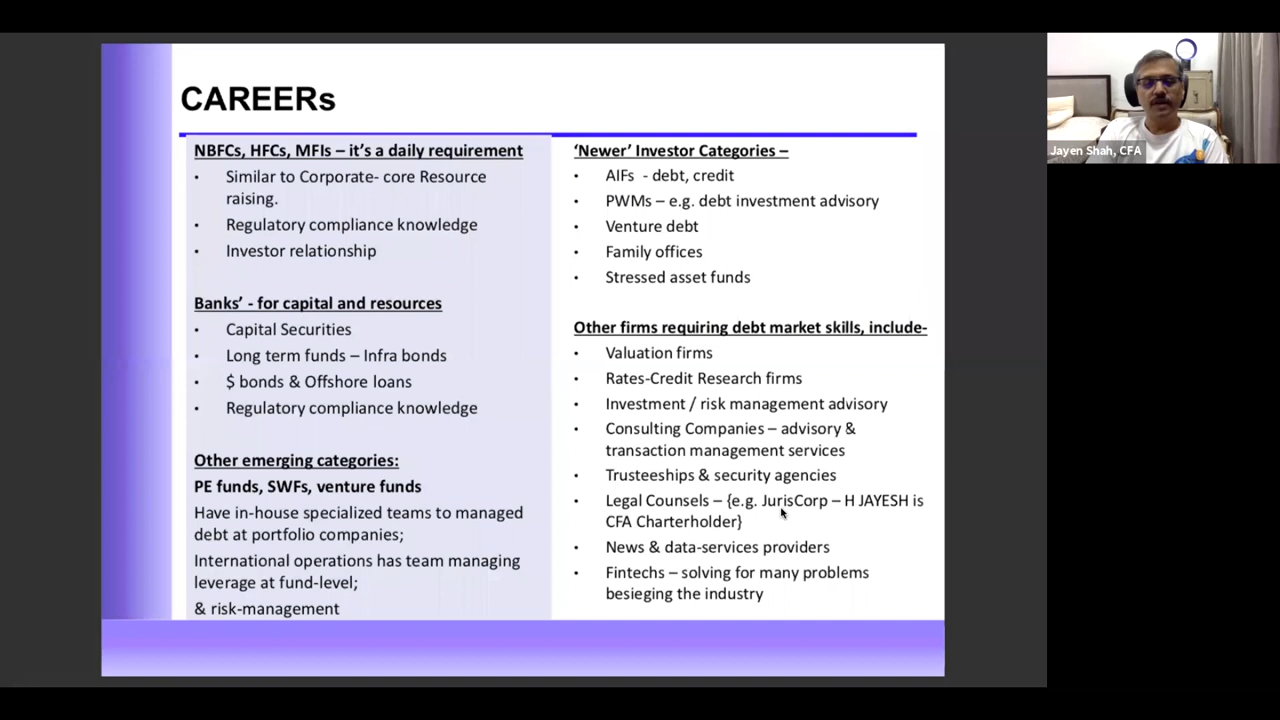 CAREERs
NBFCs, HFCs, MFIs – it's a daily requirement
• Similar to Corporate- core Resource
raising.
• Regulatory compliance knowledge
• Investor relationship
Banks' - for capital and resources
• Capital Securities
• Long term funds – Infra bonds
• $ bonds & Offshore loans
• Regulatory compliance knowledge
Other emerging categories:
PE funds, SWFs, venture funds
Have in-house specialized teams to managed
debt at portfolio companies;
International operations has team managing
leverage at fund-level;
& risk-management
'Newer' Investor Categories –
• AIFs - debt, credit
• PWMs – e.g. debt investment advisory
• Venture debt
• Family offices
• Stressed asset funds
Other firms requiring debt market skills, include-
• Valuation firms
• Rates-Credit Research firms
• Investment / risk management advisory
• Consulting Companies – advisory &
transaction management services
• Trusteeships & security agencies
• Legal Counsels – {e.g. JurisCorp – H JAYESH is
CFA Charterholder}
• News & data-services providers
• Fintechs – solving for many problems
besieging the industry
Jayen Shah, CFA